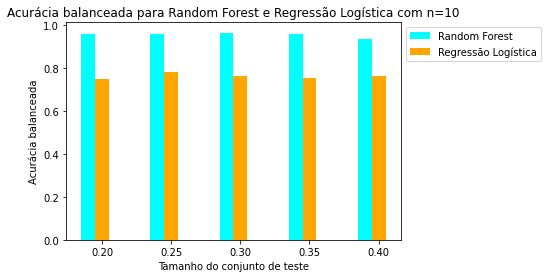 Acurácia balanceada para Random Forest e Regressão Logística com n=10
Random Forest
Regressão Logística
Acurácia balanceada
1.0
0.8
0.6
0.4
0.2
0.0
0.20 0.25 0.30 0.35 0.40
Tamanho do conjunto de teste